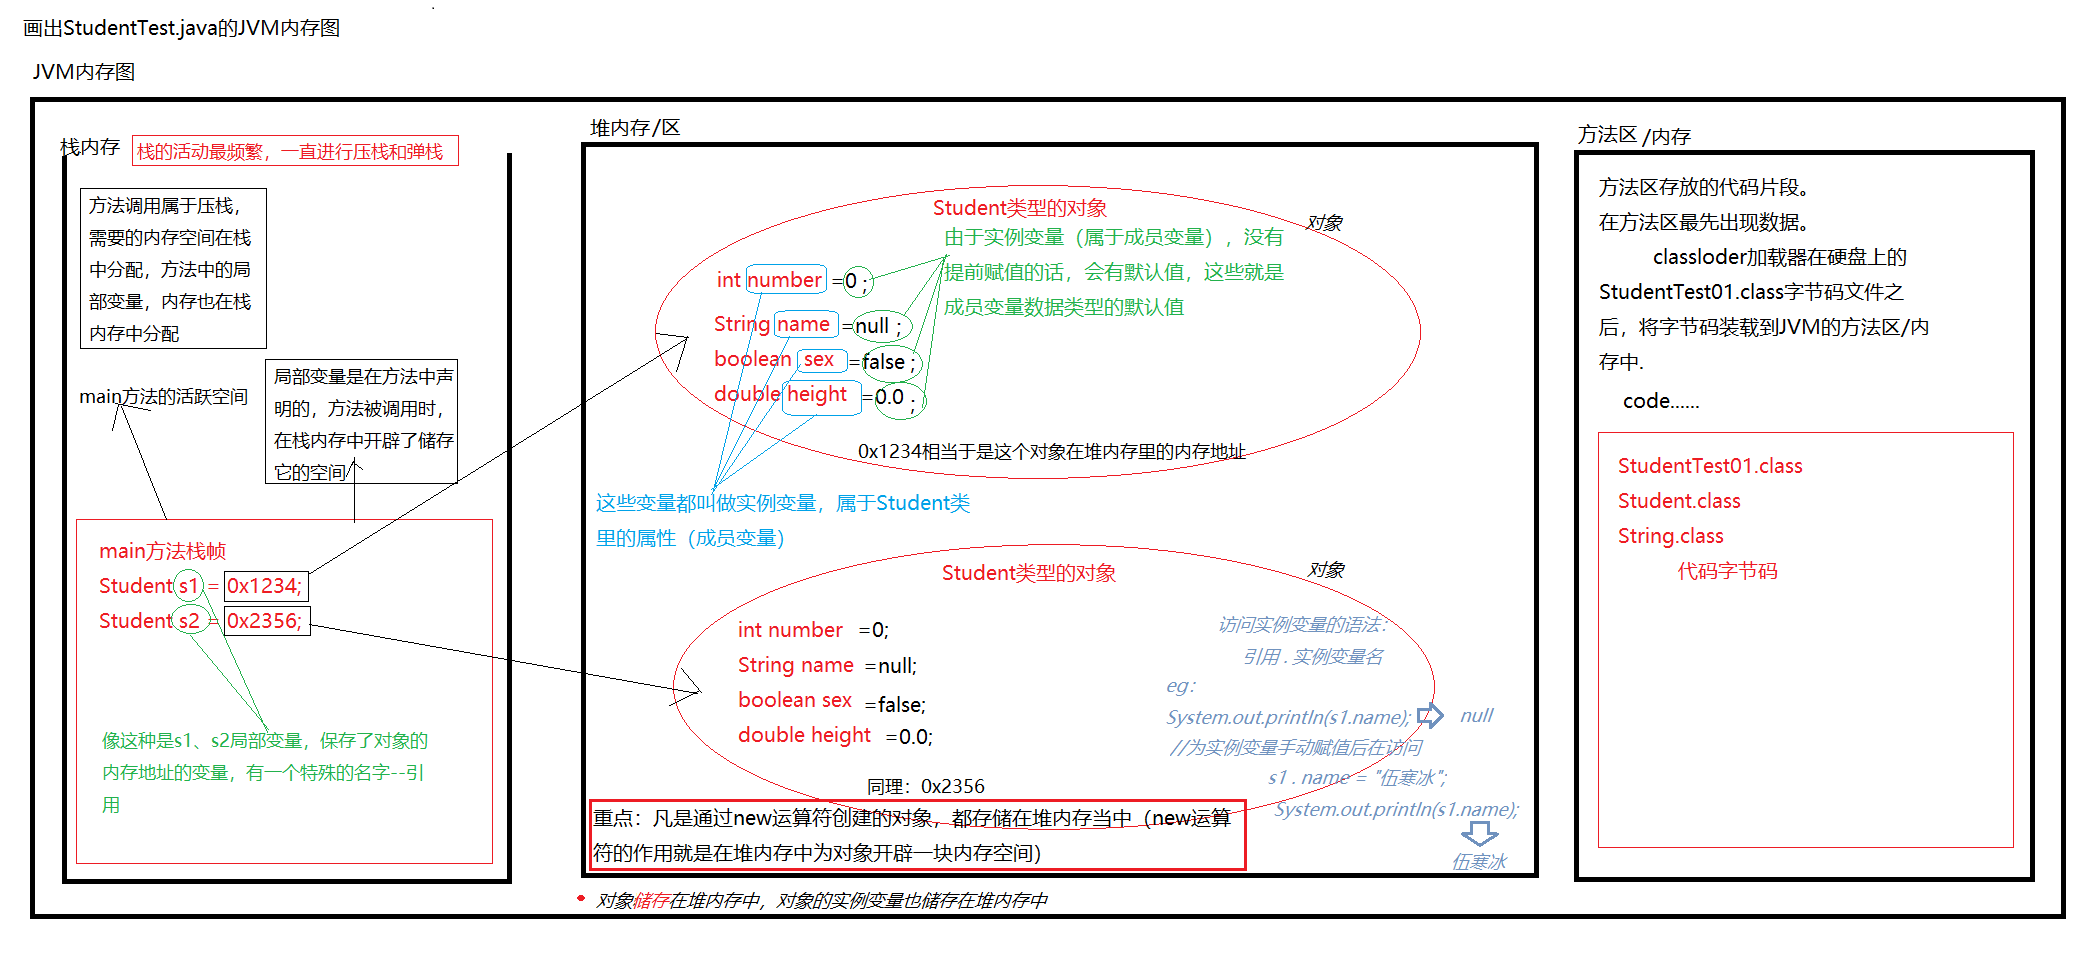 画出StudentTest.java的JVM内存图
JVM内存图
栈内存
栈的活动最频繁，一直进行压栈和弹栈
方法调用属于压栈，
需要的内存空间在栈
中分配，方法中的局
部变量，内存也在栈
内存中分配
main方法的活跃空间
局部变量是在方法中声
明的，方法被调用时，
在栈内存中开辟了储存
它的空间
main方法栈帧
Student s1 = 0x1234;
Student s2 = 0x2356;
像这种是s1、s2局部变量，保存了对象的
内存地址的变量，有一个特殊的名字--引
用
堆内存/区
Student类型的对象
对象
由于实例变量（属于成员变量），没有
提前赋值的话，会有默认值，这些就是
成员变量数据类型的默认值
int number =0 ;
String name =null ;
boolean sex =false ;
double height =0.0 ;
0x1234相当于是这个对象在堆内存里的内存地址
这些变量都叫做实例变量，属于Student类
里的属性（成员变量）
Student类型的对象
对象
int number =0;
String name =null;
boolean sex =false;
double height =0.0;
同理：0x2356
访问实例变量的语法：
引用 . 实例变量名
eg：
System.out.println(s1.name); null
//为实例变量手动赋值后在访问
s1 . name = "伍寒冰";
System.out.println(s1.name);
伍寒冰
重点：凡是通过new运算符创建的对象，都存储在堆内存当中（new运算
符的作用就是在堆内存中为对象开辟一块内存空间）
对象储存在堆内存中，对象的实例变量也储存在堆内存中
方法区 /内存
方法区存放的代码片段。
在方法区最先出现数据。
classloder加载器在硬盘上的
StudentTest01.class字节码文件之
后，将字节码装载到JVM的方法区/内
存中.
code......
StudentTest01.class
Student.class
String.class
代码字节码